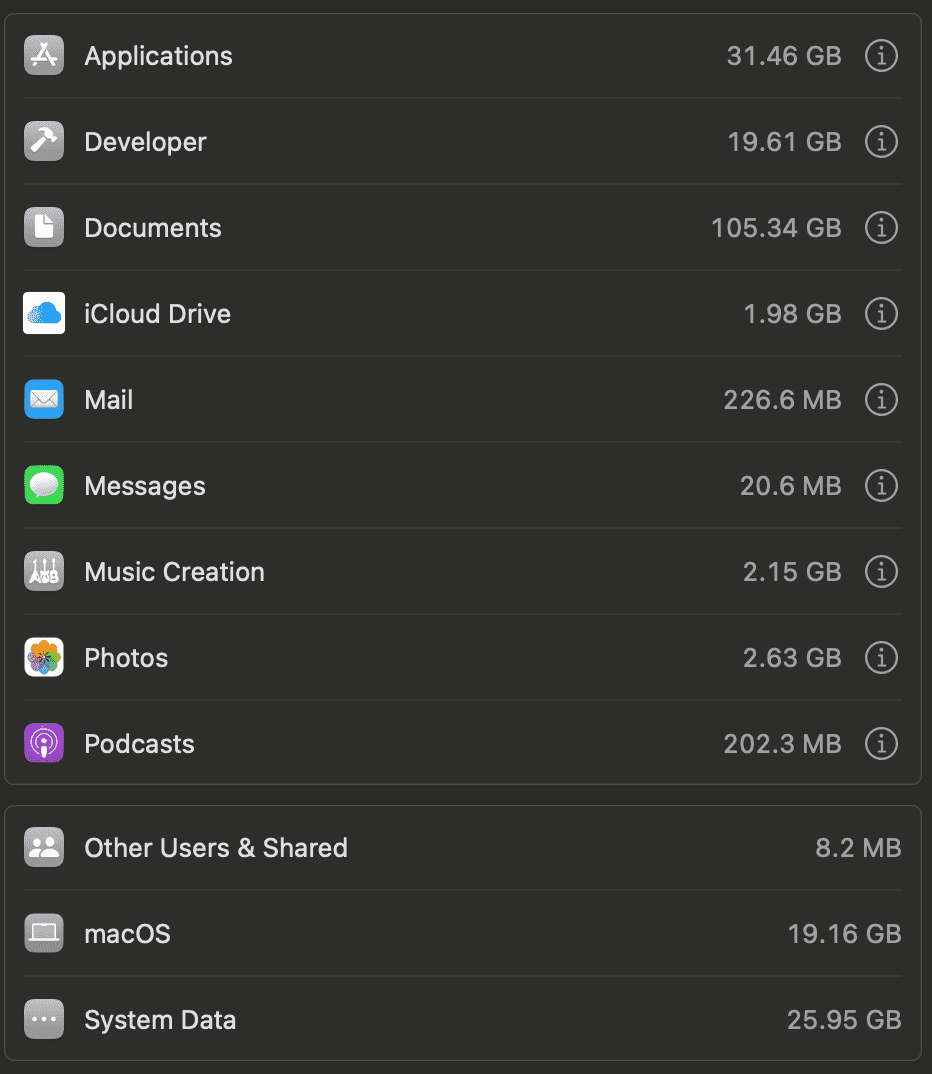 Applications 31.46 GB
Developer 19.61 GB
Documents 105.34 GB
iCloud Drive 1.98 GB
Mail 226.6 MB
Messages 20.6 MB
Music Creation 2.15 GB
Photos 2.63 GB
Podcasts 202.3 MB
Other Users & Shared 8.2 MB
macOS 19.16 GB
System Data 25.95 GB